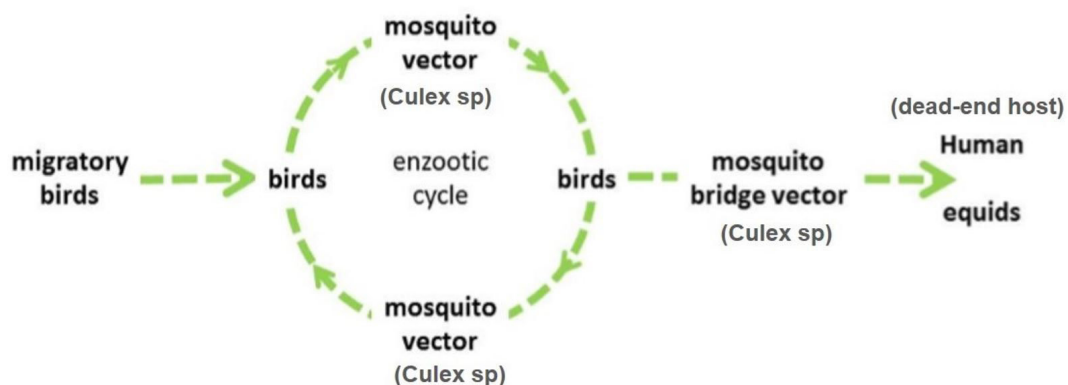 mosquito
vector
(Culex sp)
migratory
birds
birds
enzootic
cycle
birds
mosquito
bridge vector
(Culex sp)
(dead-end host)
Human
equids
mosquito
vector
(Culex sp)